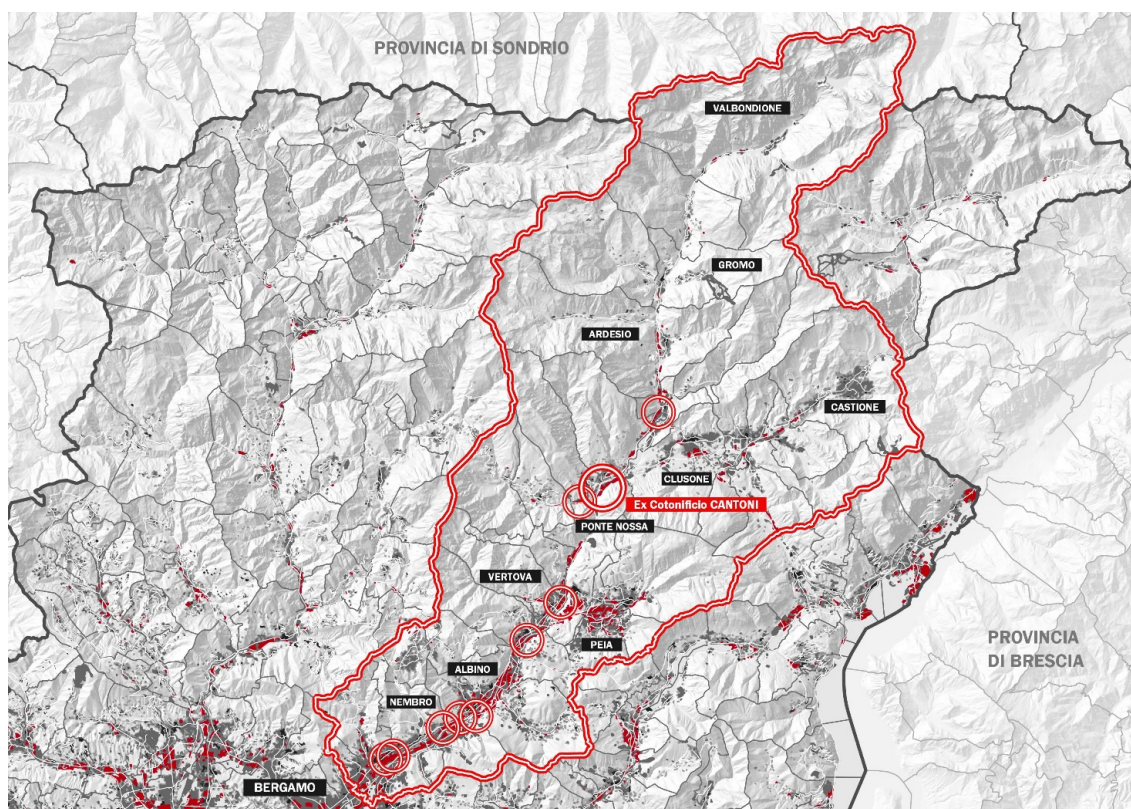 PROVINCIA DI SONDRIO
VALBONDIONE
GROMO
ARDESIO
CASTIONE
CLUSONE
Ex Cotonificio CANTONI
PONTE NOSSA
VERTOVA
PEIA
PROVINCIA
DI BRESCIA
ALBINO
NEMBRO
BERGAMO